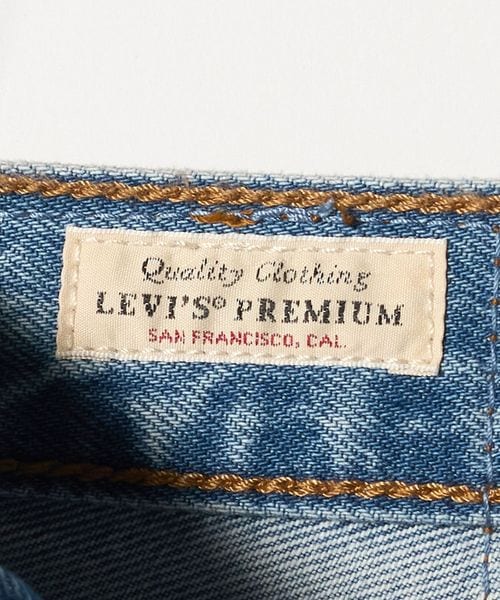 Quality Clothing
LEVI'S® PREMIUM
SAN FRANCISCO, CAL.